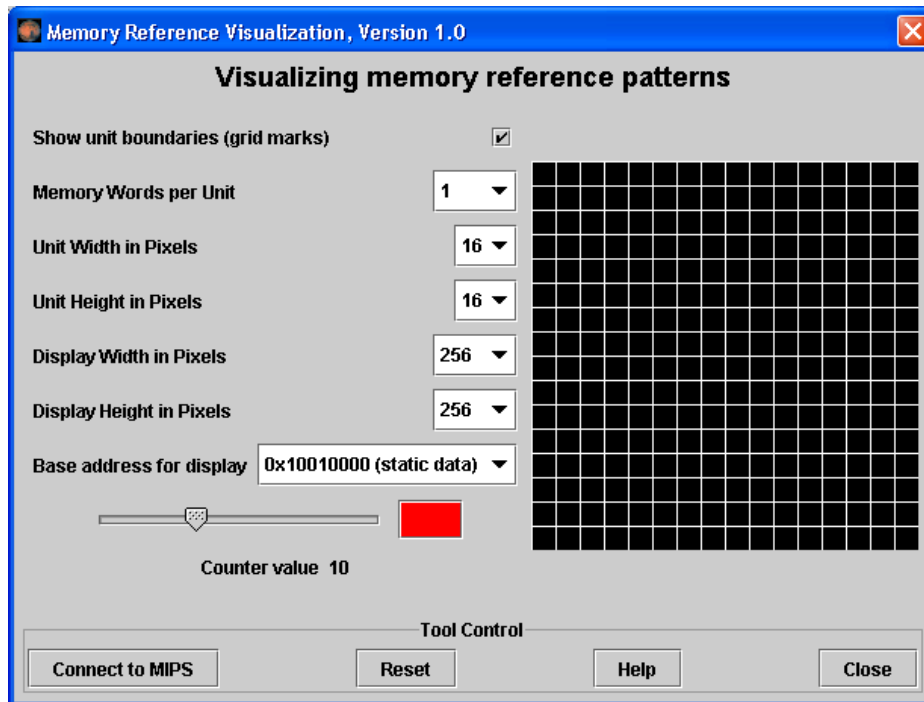 Memory Reference Visualization, Version 1.0
Visualizing memory reference patterns
Show unit boundaries (grid marks)
Memory Words per Unit 1
Unit Width in Pixels 16
Unit Height in Pixels 16
Display Width in Pixels 256
Display Height in Pixels 256
Base address for display 0x10010000 (static data)
Counter value 10
Tool Control
Connect to MIPS Reset Help Close